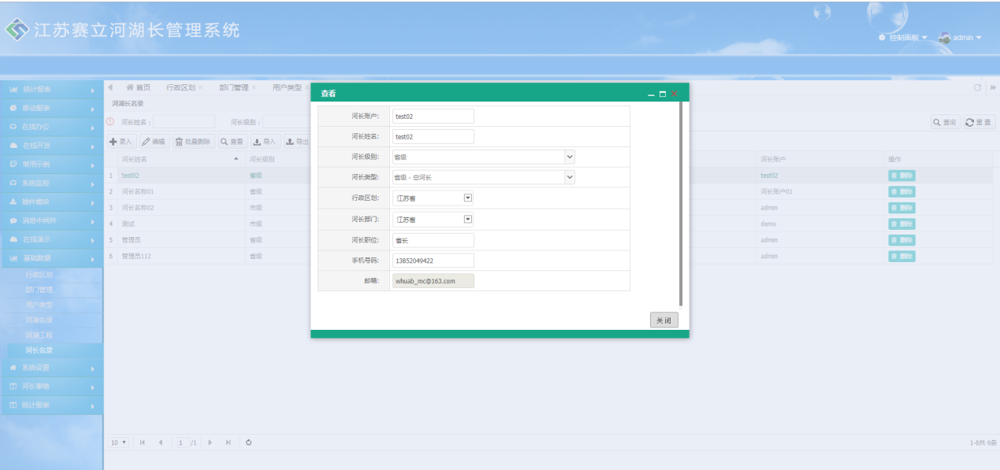 江苏赛立河湖长管理系统
控制面板
admin
统计报表
移动报表
在线办公
在线开发
常用示例
系统监控
插件模块
消息中间件
在线演示
基础数据
行政区划
部门管理
用户类型
河湖名录
河湖工程
河长名录
系统设置
河长事物
统计报表
首页 行政区划 部门管理 用户类型
河湖长名录
河长姓名： 河长级别： 查询 重置
录入 编辑 批量删除 查看 导入 导出
河长姓名 河长级别 河长账户 操作
1 test02 省级 test02 删除
2 河长名称01 省级 河长账户01 删除
3 河长名称02 市级 admin 删除
4 测试 市级 demo 删除
5 管理员 省级 admin 删除
6 管理员112 省级 admin 删除
查看
河长账户: test02
河长姓名: test02
河长级别: 省级
河长类型: 省级 - 总河长
行政区划: 江苏省
河长部门: 江苏省
河长职位: 省长
手机号码: 13852049422
邮箱: whuab_mc@163.com
关闭
10 1 /1 1-6共 6条